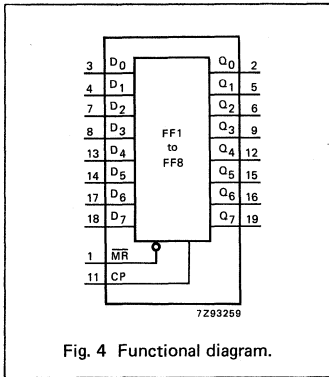 3 D0 Q0 2
4 D1 Q1 5
7 D2 Q2 6
8 D3 Q3 9
13 D4 Q4 12
14 D5 Q5 15
17 D6 Q6 16
18 D7 Q7 19
FF1
to
FF8
1 M̅R̅
11 CP
7Z93259
Fig. 4 Functional diagram.